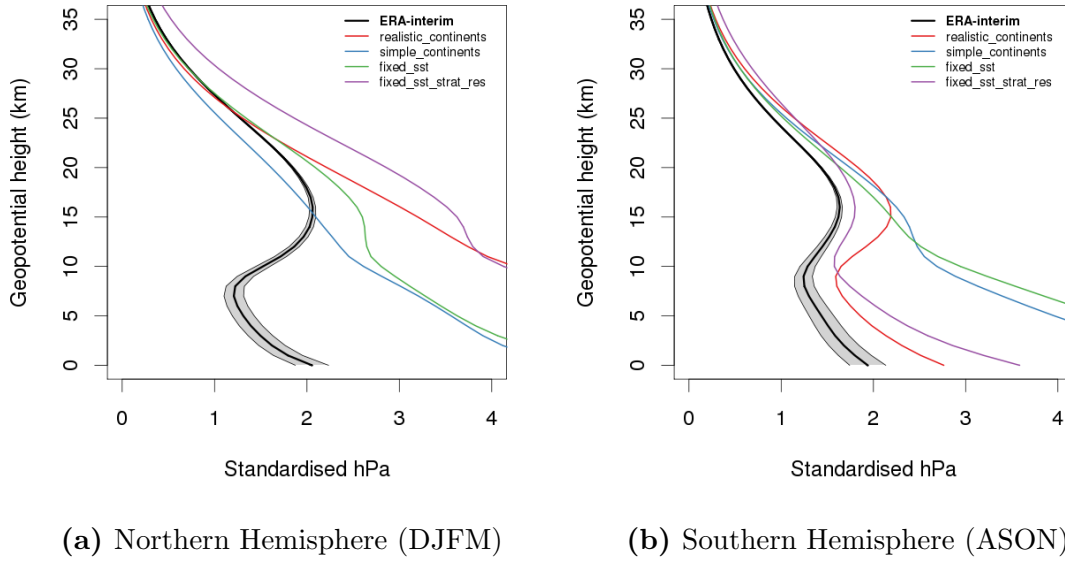 Geopotential height (km)
35
30
25
20
15
10
5
0
ERA-interim
realistic_continents
simple_continents
fixed_sst
fixed_sst_strat_res
0 1 2 3 4
Standardised hPa
(a) Northern Hemisphere (DJFM)
Geopotential height (km)
35
30
25
20
15
10
5
0
ERA-interim
realistic_continents
simple_continents
fixed_sst
fixed_sst_strat_res
0 1 2 3 4
Standardised hPa
(b) Southern Hemisphere (ASON)